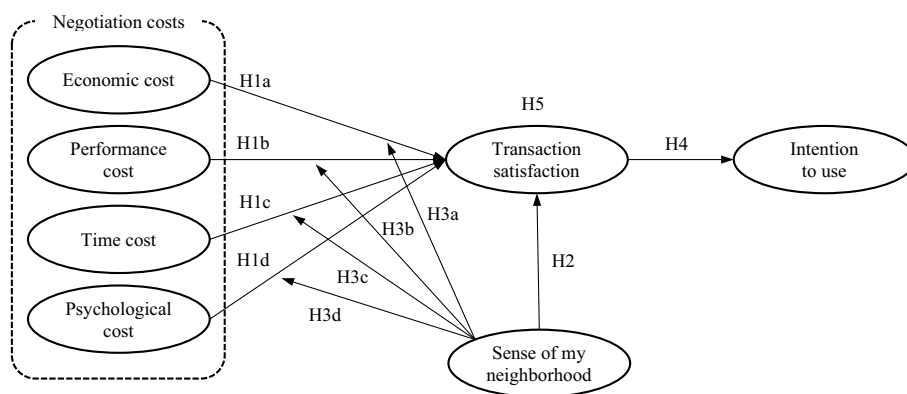 Negotiation costs
Economic cost
Performance
cost
Time cost
Psychological
cost
H1a
H1b
H1c
H1d
H3a
H3b
H3c
H3d
H5
Transaction
satisfaction
H4
Intention
to use
H2
Sense of my
neighborhood